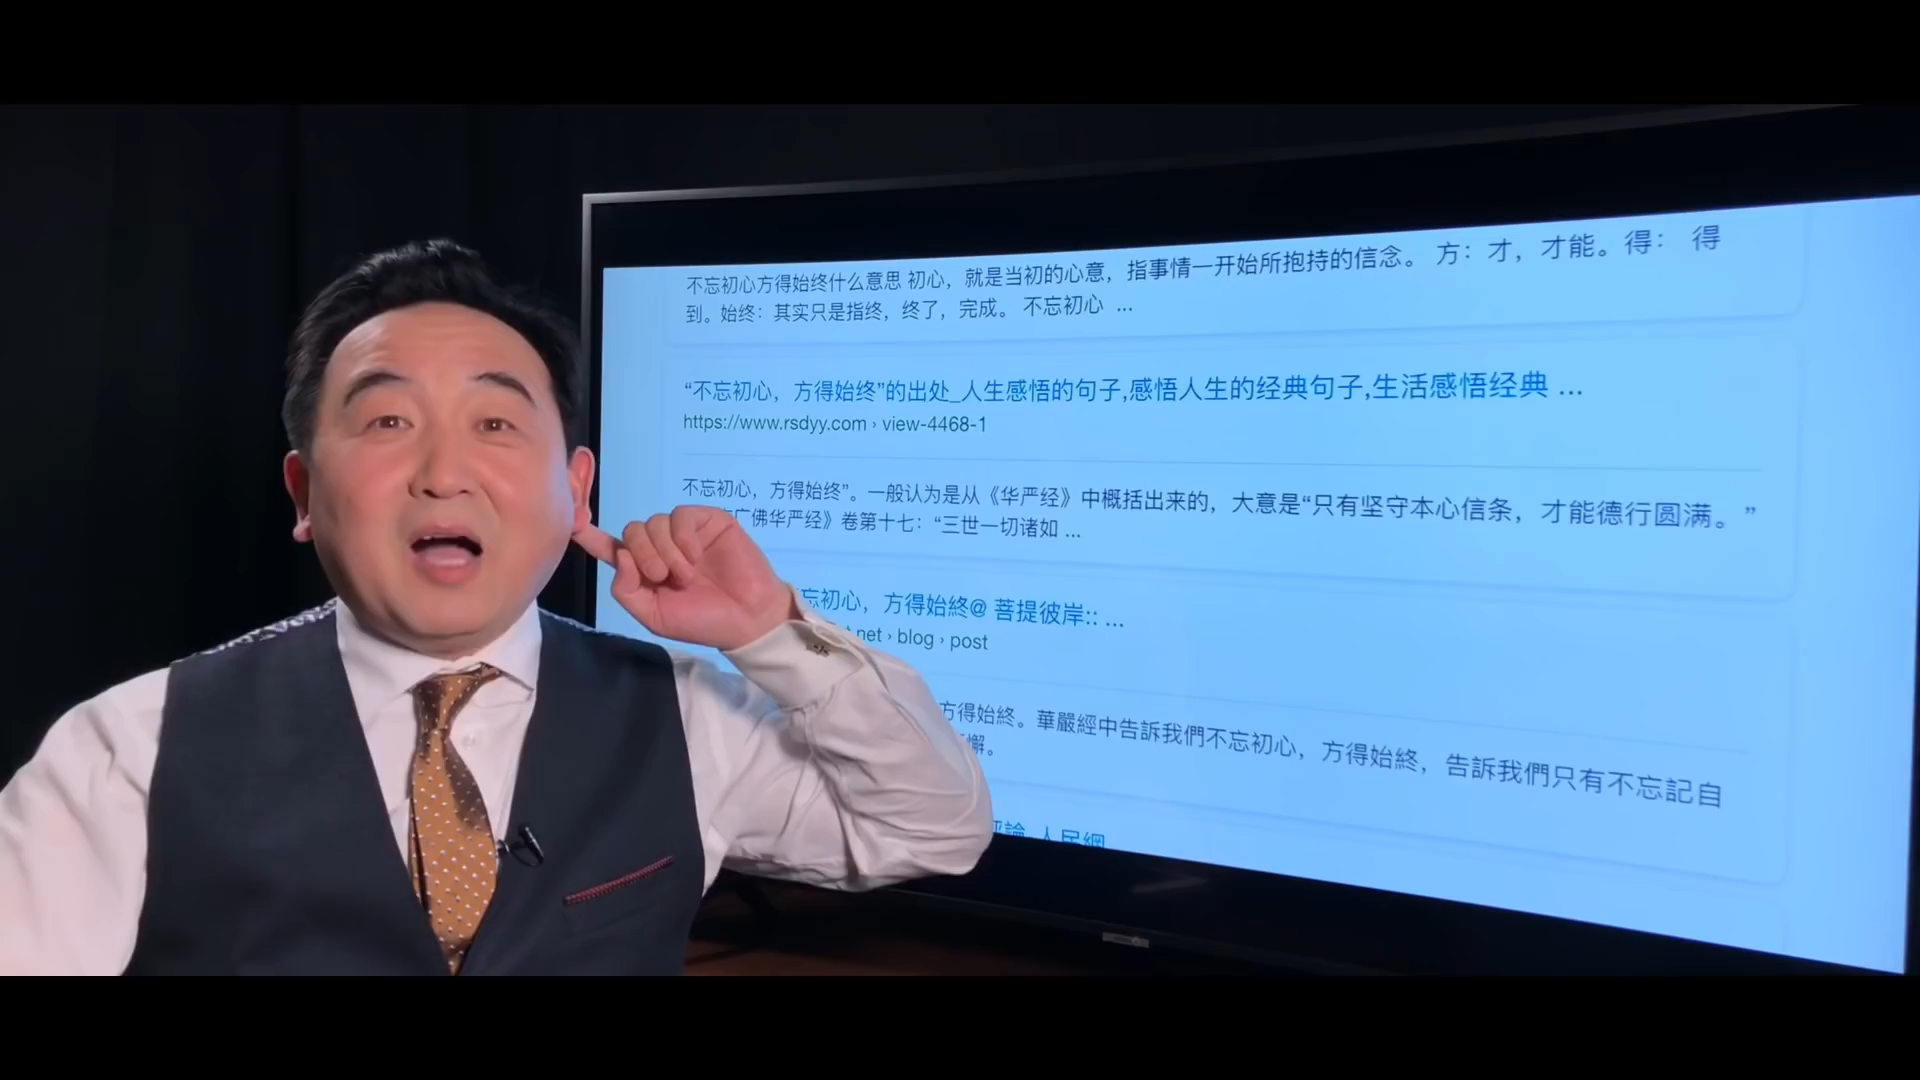 不忘初心方得始终什么意思 初心，就是当初的心意，指事情一开始所抱持的信念。 方：才，才能。得： 得
到。始终：其实只是指终，终了，完成。 不忘初心 ...
“不忘初心，方得始终”的出处_人生感悟的句子,感悟人生的经典句子,生活感悟经典 ...
https://www.rsdyy.com › view-4468-1
不忘初心，方得始终”。一般认为是从《华严经》中概括出来的，大意是“只有坚守本心信条，才能德行圆满。”
广佛华严经》卷第十七：“三世一切诸如 ...
忘初心，方得始終@ 菩提彼岸:: ...
net › blog › post
方得始終。華嚴經中告訴我們不忘初心，方得始終，告訴我們只有不忘記自
懈。
評論 人民網